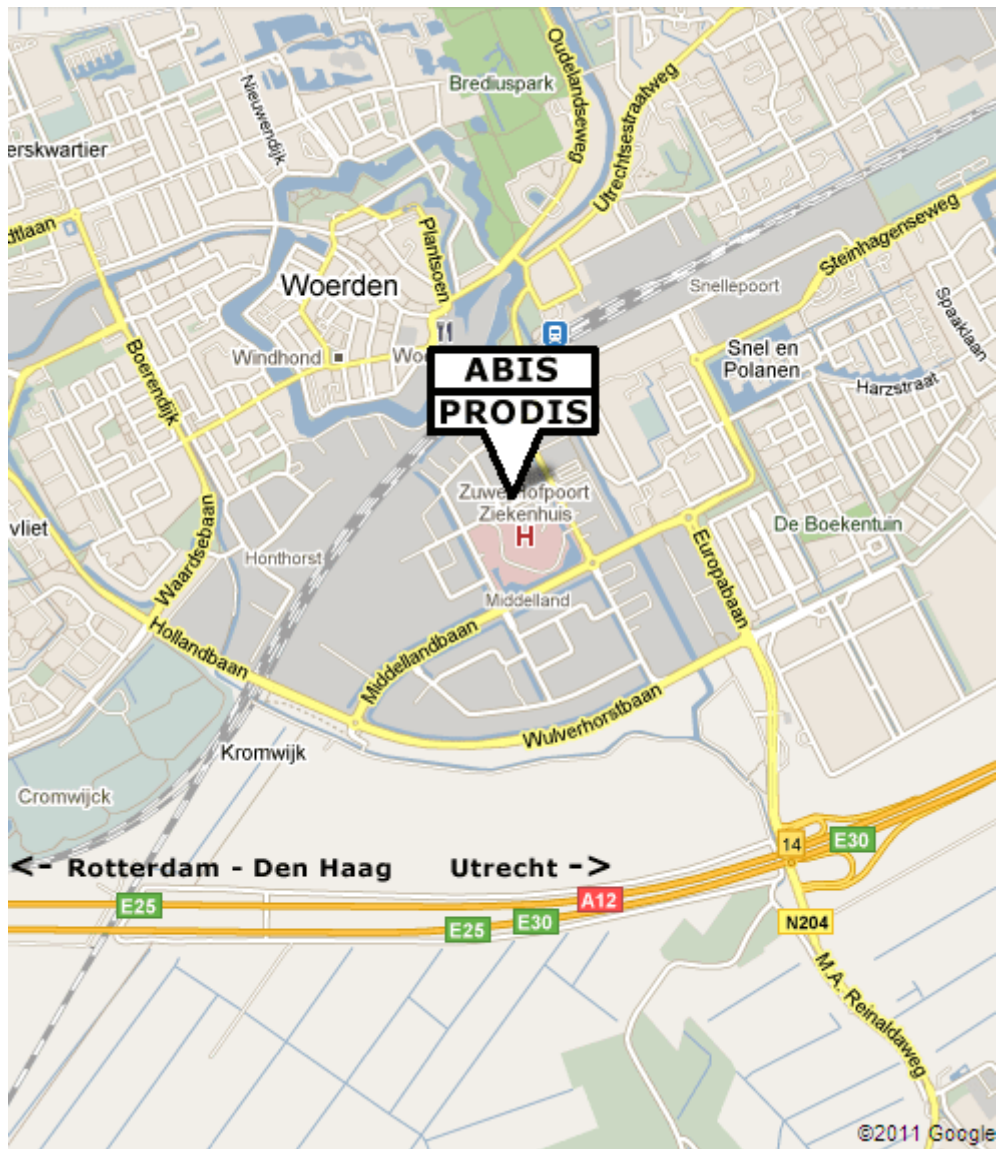 Oudelandseweg
Brediuspark
Utrechtsestraatweg
Nieuwendijk
erskwartier
Steinhagenseweg
dtlaan
Plantsoen
Woerden
Snellepoort
Spaaklaan
Boerendijk
Windhond
Woe
Snel en
Polanen
Harzstraat
ABIS
PRODIS
Zuwe Hofpoort
Ziekenhuis
H
vliet
Waardsebaan
Honthorst
De Boekentuin
Europabaan
Middelland
Hollandbaan
Middellandbaan
Wulverhorstbaan
Kromwijk
Cromwijck
14
E30
<- Rotterdam - Den Haag Utrecht ->
E25
A12
E25
E30
N204
M.A. Reinaldaweg
©2011 Google